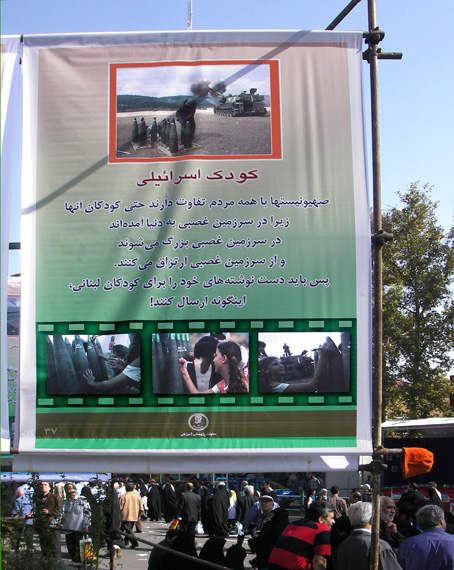 کودک اسرائیلی
صهیونیستها با همه مردم تفاوت دارند حتی کودکان آنها
زیرا در سرزمین غصبی به دنیا آمده‌اند
در سرزمین غصبی بزرگ می‌شوند
و از سرزمین غصبی ارتزاق می‌کنند.
پس باید دست نوشته‌های خود را برای کودکان لبنانی،
اینگونه ارسال کنند!
۳۷